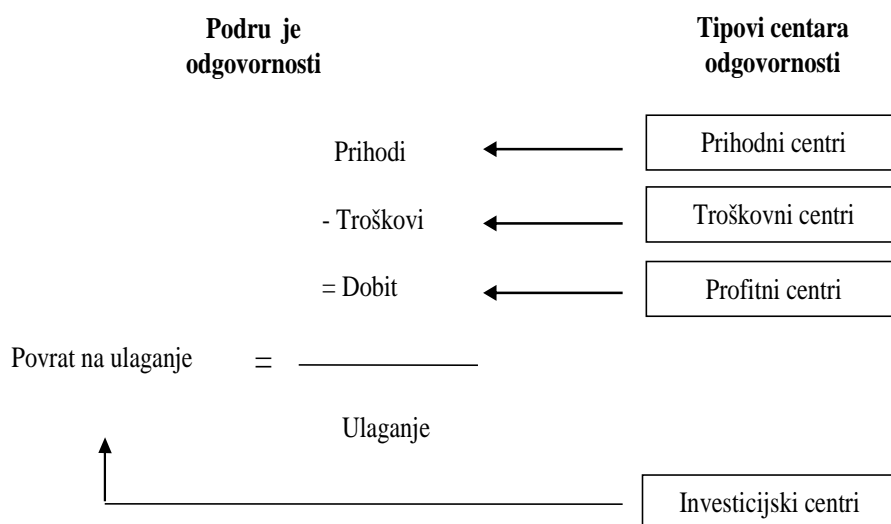 Podru je
odgovornosti
Tipovi centara
odgovornosti
Prihodi
Prihodni centri
- Troškovi
Troškovni centri
= Dobit
Profitni centri
Povrat na ulaganje =
Ulaganje
Investicijski centri